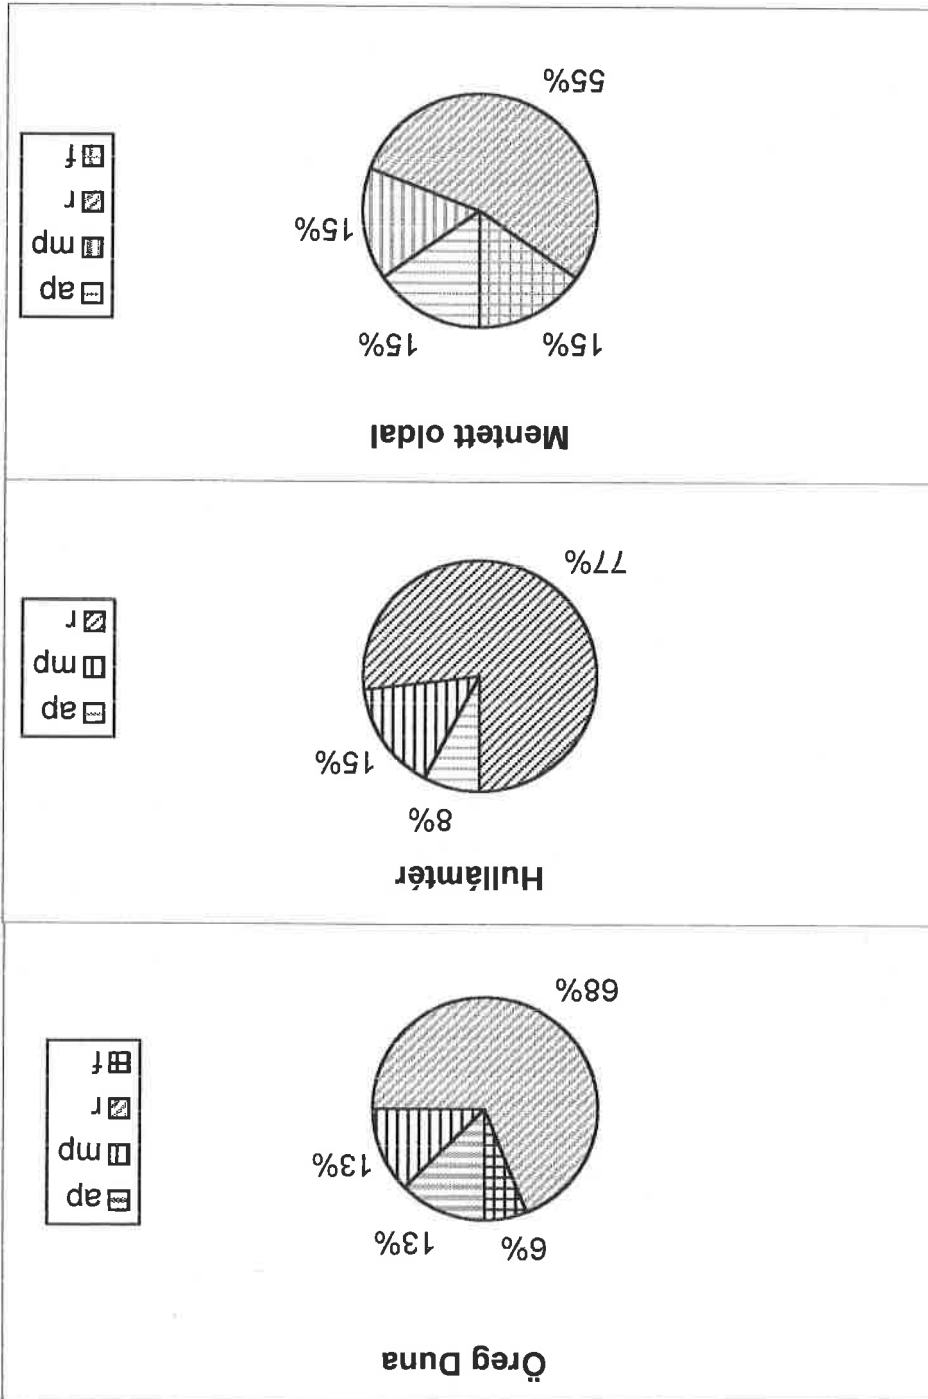 Öreg Duna
6%
13%
13%
68%
ap
mp
r
f
Hullámtér
8%
15%
77%
ap
mp
r
Mentett oldal
15%
15%
15%
55%
ap
mp
r
f